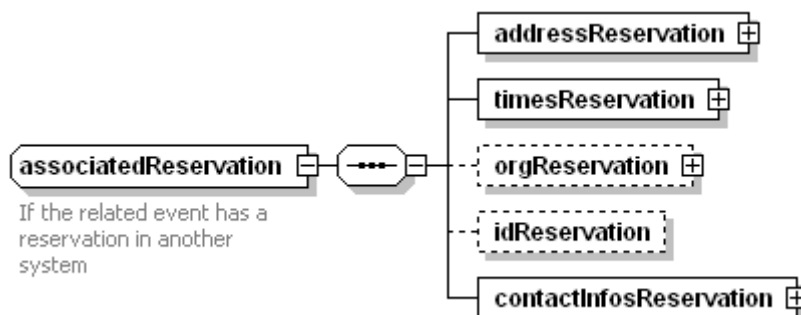 addressReservation
timesReservation
associatedReservation
orgReservation
If the related event has a
reservation in another
system
idReservation
contactInfosReservation